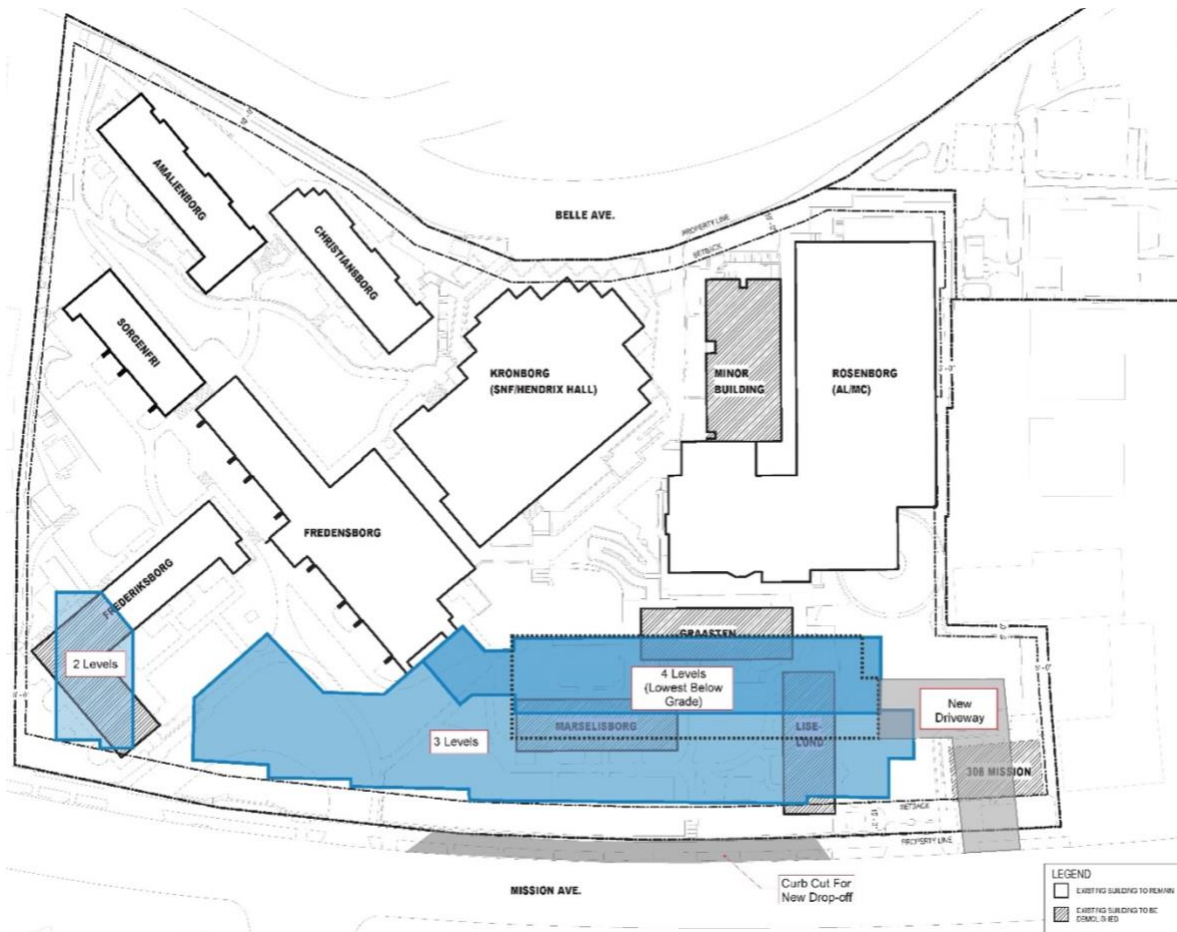 BELLE AVE.
PROPERTY LINE
SETBACK
AMALIENBORG
CHRISTIANSBORG
SORGENFRI
KRONBORG
(SNF/HENDRIX HALL)
MINOR
BUILDING
ROSENBORG
(AL/MC)
FREDENSBORG
FREDERIKSBORG
2 Levels
GRAASTEN
4 Levels
(Lowest Below
Grade)
New
Driveway
MARSELISBORG
LISE-
LUND
3 Levels
308 MISSION
SETBACK
PROPERTY LINE
MISSION AVE.
Curb Cut For
New Drop-off
LEGEND
EXISTING BUILDING TO REMAIN
EXISTING BUILDING TO BE
DEMOLISHED